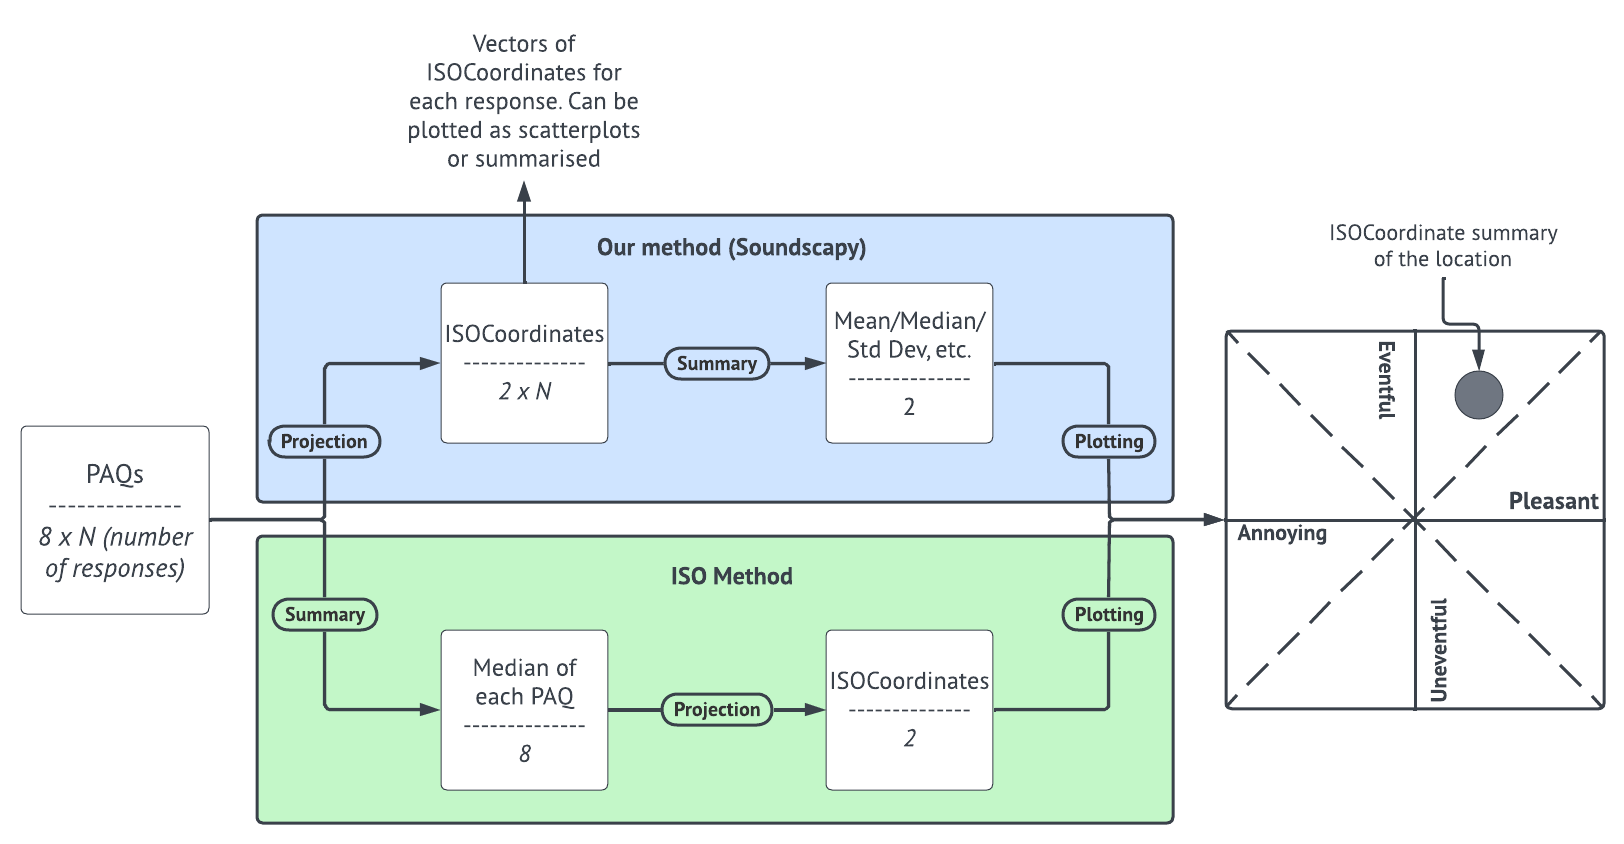 Vectors of
ISOCoordinates for
each response. Can be
plotted as scatterplots
or summarised
Our method (Soundscapy)
ISOCoordinates
2 x N
Summary
Mean/Median/
Std Dev, etc.
2
Projection
Plotting
PAQs
8 x N (number
of responses)
ISO Method
Summary
Median of
each PAQ
8
Projection
ISOCoordinates
2
Plotting
ISOCoordinate summary
of the location
Eventful
Pleasant
Annoying
Uneventful